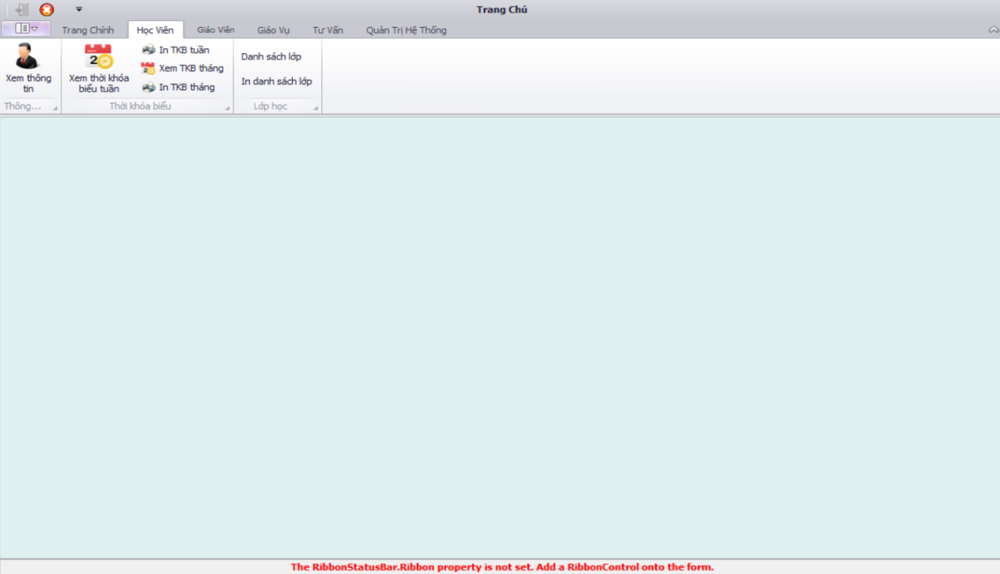 Trang Chủ
Trang Chính Học Viên Giáo Viên Giáo Vụ Tư Vấn Quản Trị Hệ Thống
Xem thông
tin
Thông...
2
Xem thời khóa
biểu tuần
In TKB tuần
2
Xem TKB tháng
In TKB tháng
Thời khóa biểu
Danh sách lớp
In danh sách lớp
Lớp học
The RibbonStatusBar.Ribbon property is not set. Add a RibbonControl onto the form.